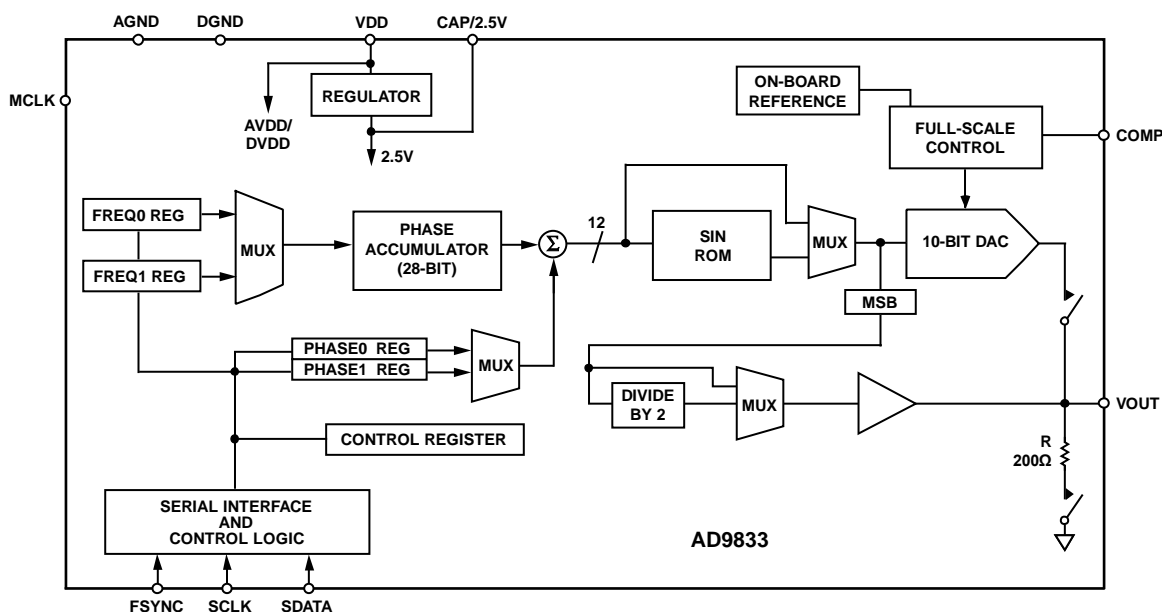 AGND
DGND
VDD
CAP/2.5V
MCLK
REGULATOR
AVDD/
DVDD
2.5V
ON-BOARD
REFERENCE
FULL-SCALE
CONTROL
COMP
FREQ0 REG
FREQ1 REG
MUX
PHASE
ACCUMULATOR
(28-BIT)
Σ
12
SIN
ROM
MUX
10-BIT DAC
MSB
PHASE0 REG
PHASE1 REG
MUX
DIVIDE
BY 2
MUX
VOUT
CONTROL REGISTER
R
200Ω
SERIAL INTERFACE
AND
CONTROL LOGIC
AD9833
FSYNC
SCLK
SDATA